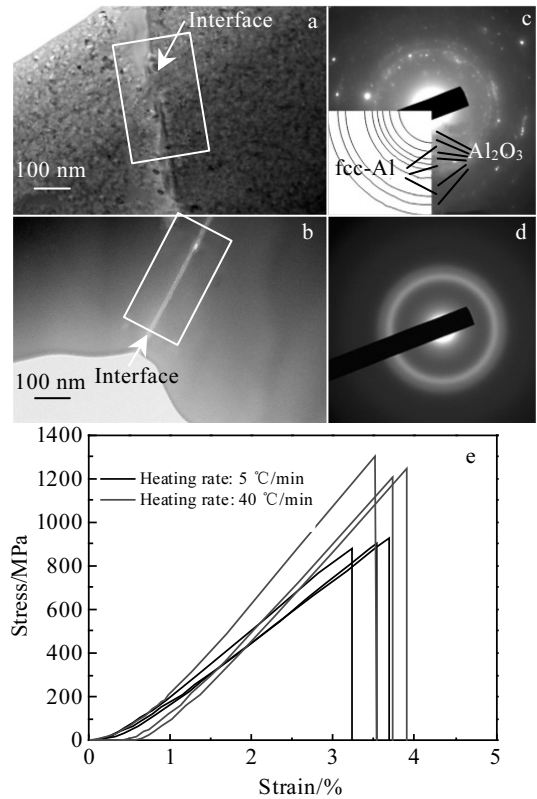 Interface
a
100 nm
c
fcc-Al
Al₂O₃
b
Interface
100 nm
d
e
Heating rate: 5 ℃/min
Heating rate: 40 ℃/min
Stress/MPa
1400
1200
1000
800
600
400
200
0
0
1
2
3
4
5
Strain/%